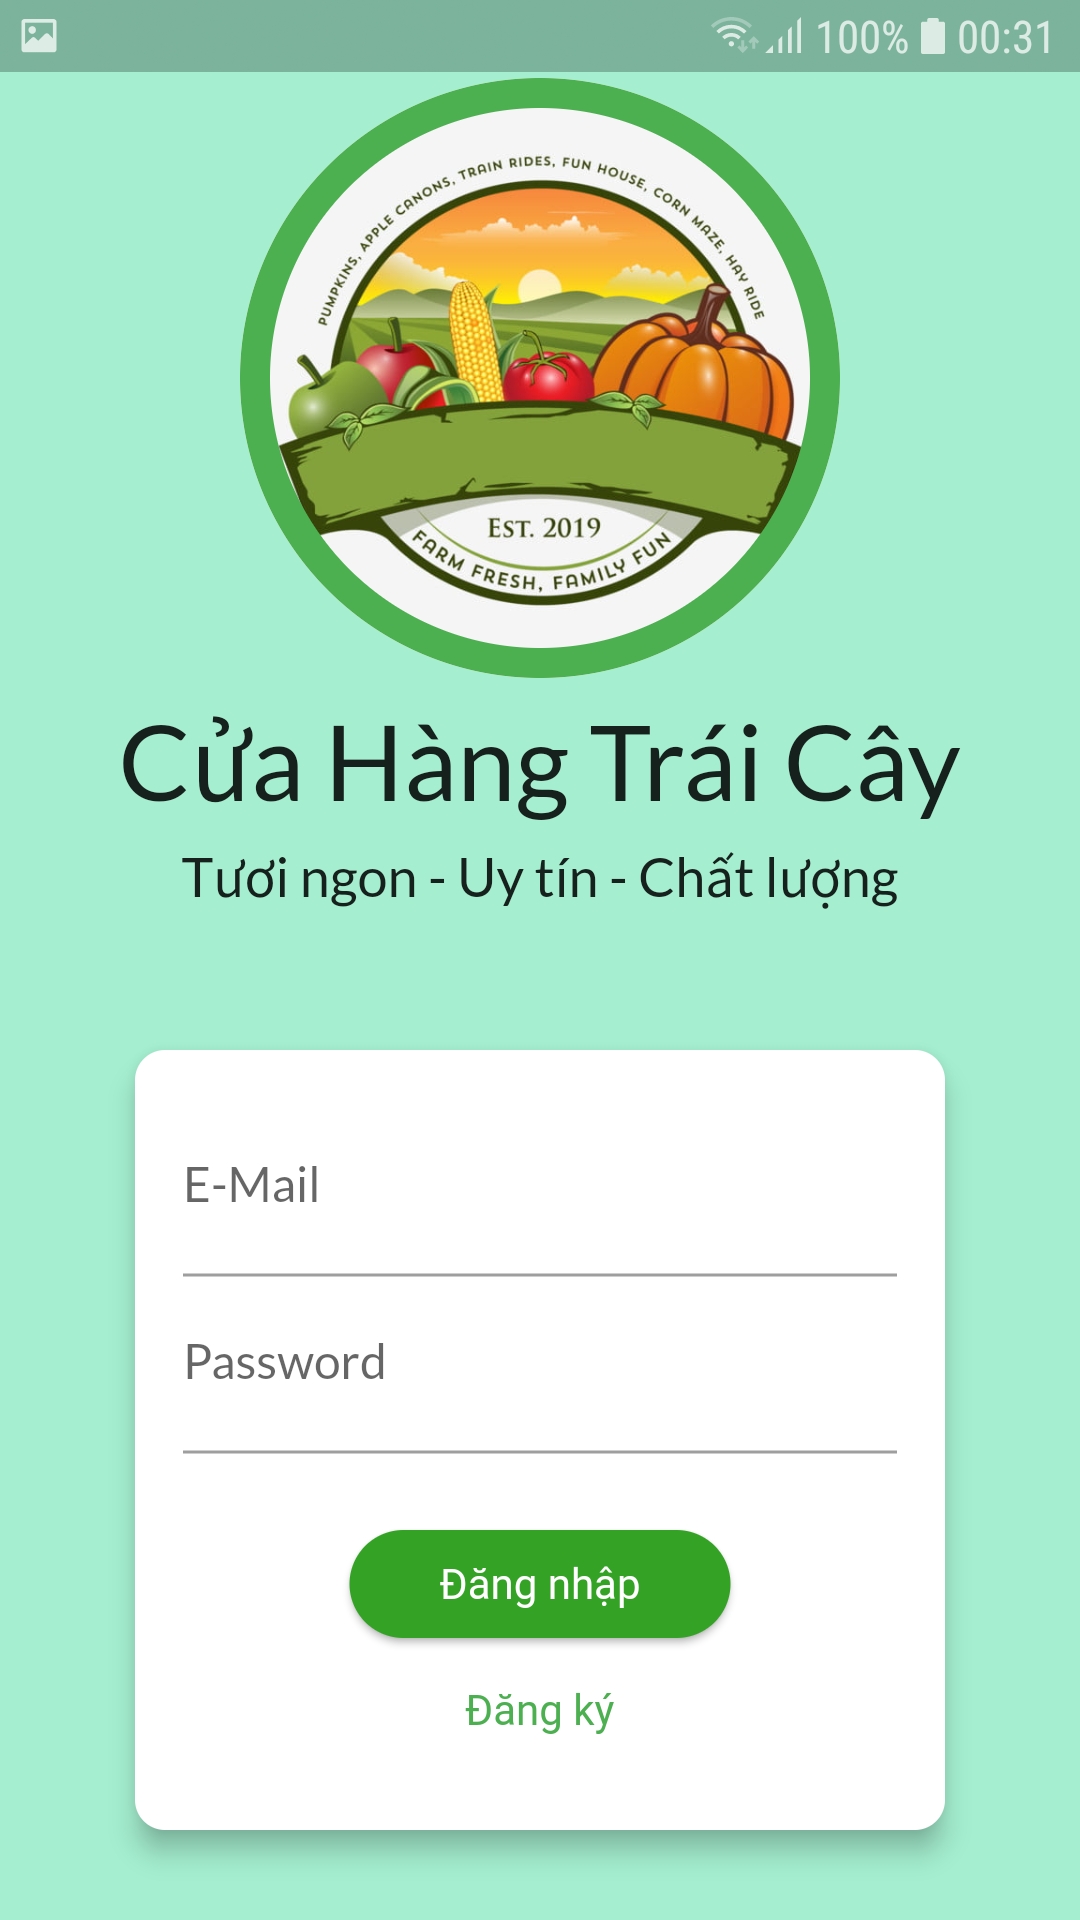 100% 00:31
PUMPKINS, APPLE CANONS, TRAIN RIDES, FUN HOUSE, CORN MAZE, HAY RIDE
EST. 2019
FARM FRESH, FAMILY FUN
Cửa Hàng Trái Cây
Tươi ngon - Uy tín - Chất lượng
E-Mail
Password
Đăng nhập
Đăng ký